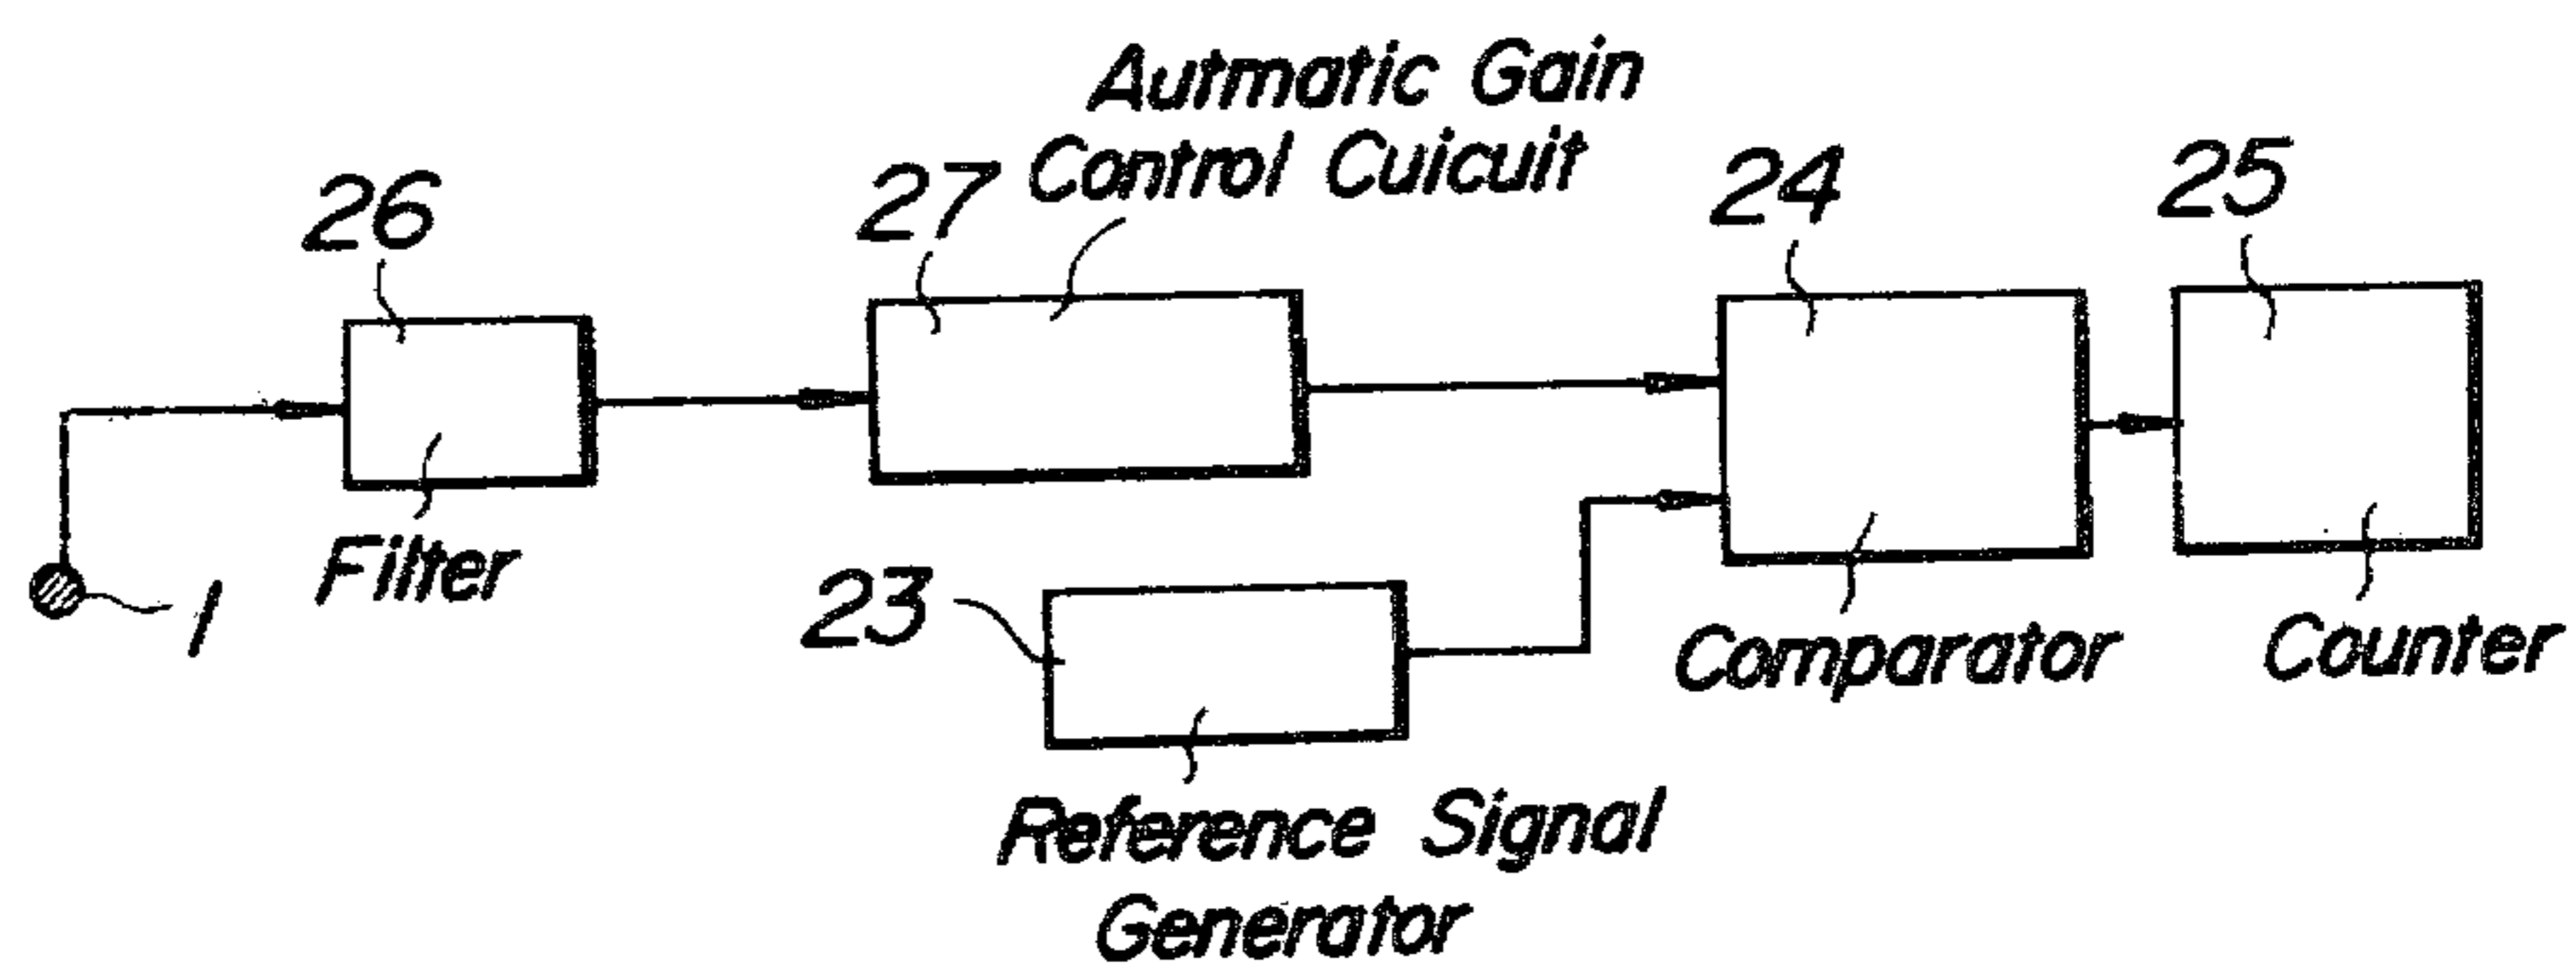 Autmatic Gain
Control Cuicuit
26
27
24
25
Filter
1
23
Comparator
Counter
Reference Signal
Generator